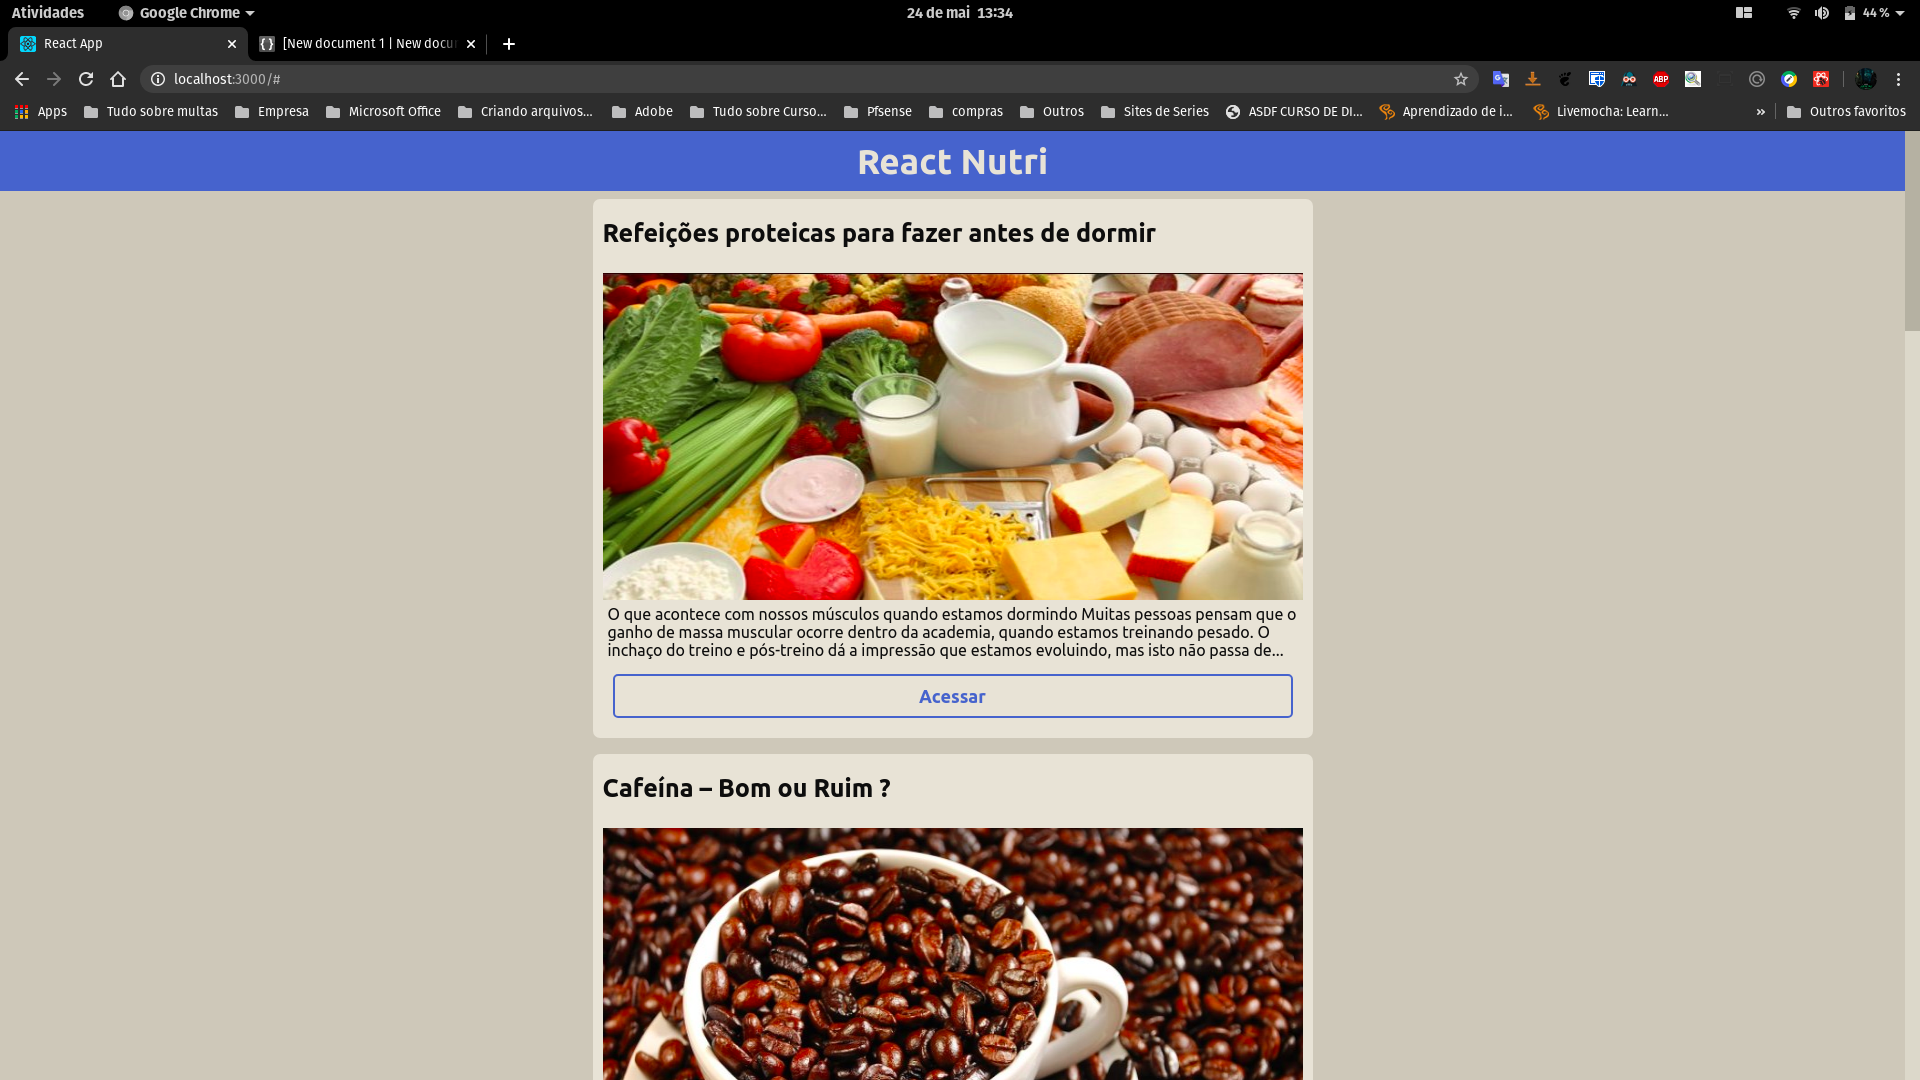 Atividades
Google Chrome
24 de mai 13:34
44 %
React App
[New document 1 | New docu
localhost:3000/#
ABP
Apps
Tudo sobre multas
Empresa
Microsoft Office
Criando arquivos...
Adobe
Tudo sobre Curso...
Pfsense
compras
Outros
Sites de Series
ASDF CURSO DE DI...
Aprendizado de i...
Livemocha: Learn...
»
Outros favoritos
React Nutri
Refeições proteicas para fazer antes de dormir
O que acontece com nossos músculos quando estamos dormindo Muitas pessoas pensam que o
ganho de massa muscular ocorre dentro da academia, quando estamos treinando pesado. O
inchaço do treino e pós-treino dá a impressão que estamos evoluindo, mas isto não passa de...
Acessar
Cafeína – Bom ou Ruim ?